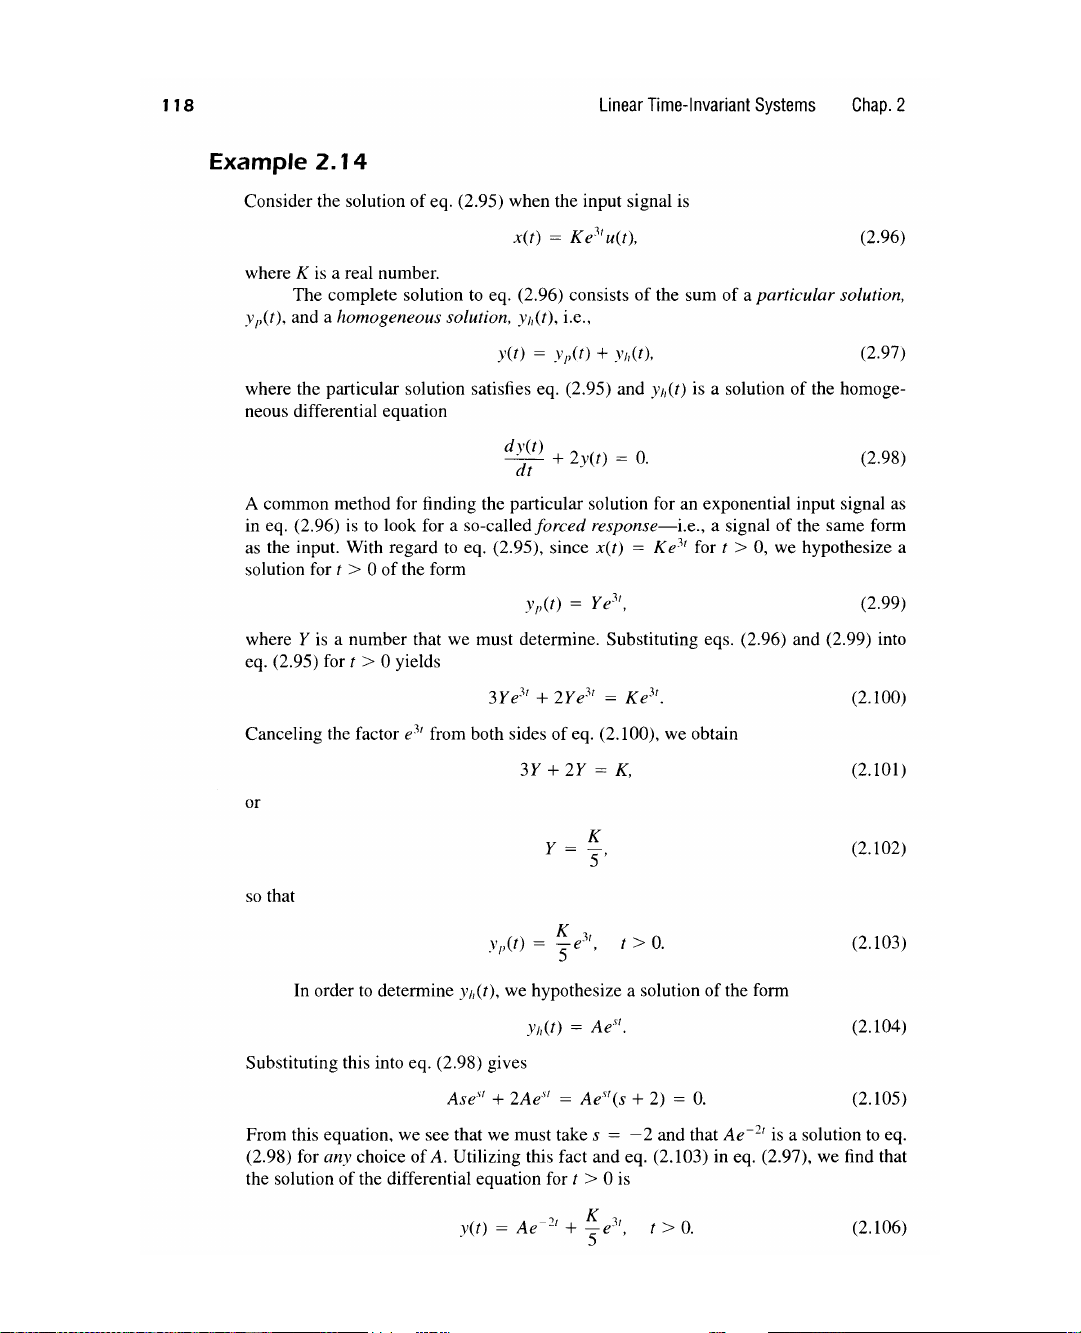 118 Linear Time-Invariant Systems Chap. 2
Example 2.14
Consider the solution of eq. (2.95) when the input signal is
x(t) = Ke^{3t}u(t), (2.96)
where K is a real number.
The complete solution to eq. (2.96) consists of the sum of a particular solution,
y_p(t), and a homogeneous solution, y_h(t), i.e.,
y(t) = y_p(t) + y_h(t), (2.97)
where the particular solution satisfies eq. (2.95) and y_h(t) is a solution of the homoge-
neous differential equation
dy(t)/dt + 2y(t) = 0. (2.98)
A common method for finding the particular solution for an exponential input signal as
in eq. (2.96) is to look for a so-called forced response—i.e., a signal of the same form
as the input. With regard to eq. (2.95), since x(t) = Ke^{3t} for t > 0, we hypothesize a
solution for t > 0 of the form
y_p(t) = Ye^{3t}, (2.99)
where Y is a number that we must determine. Substituting eqs. (2.96) and (2.99) into
eq. (2.95) for t > 0 yields
3Ye^{3t} + 2Ye^{3t} = Ke^{3t}. (2.100)
Canceling the factor e^{3t} from both sides of eq. (2.100), we obtain
3Y + 2Y = K, (2.101)
or
Y = K/5, (2.102)
so that
y_p(t) = K/5 e^{3t}, t > 0. (2.103)
In order to determine y_h(t), we hypothesize a solution of the form
y_h(t) = Ae^{st}. (2.104)
Substituting this into eq. (2.98) gives
Ase^{st} + 2Ae^{st} = Ae^{st}(s + 2) = 0. (2.105)
From this equation, we see that we must take s = −2 and that Ae^{−2t} is a solution to eq.
(2.98) for any choice of A. Utilizing this fact and eq. (2.103) in eq. (2.97), we find that
the solution of the differential equation for t > 0 is
y(t) = Ae^{−2t} + K/5 e^{3t}, t > 0. (2.106)